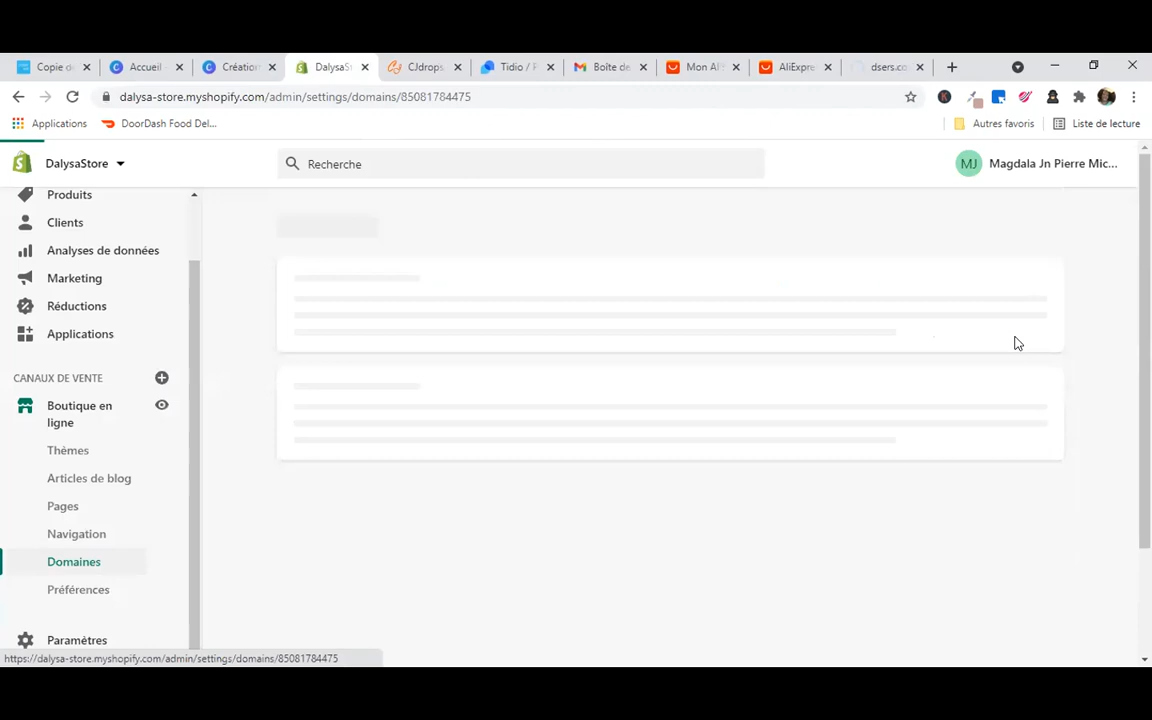 Copie de
Accueil
Création
DalysaSt
CJdrops
Tidio / P
Boîte de
Mon Al
AliExpre
dsers.co
dalysa-store.myshopify.com/admin/settings/domains/85081784475
Applications
DoorDash Food Del...
Autres favoris
Liste de lecture
DalysaStore
Recherche
MJ
Magdala Jn Pierre Mic...
Produits
Clients
Analyses de données
Marketing
Réductions
Applications
CANAUX DE VENTE
Boutique en
ligne
Thèmes
Articles de blog
Pages
Navigation
Domaines
Préférences
Paramètres
https://dalysa-store.myshopify.com/admin/settings/domains/85081784475